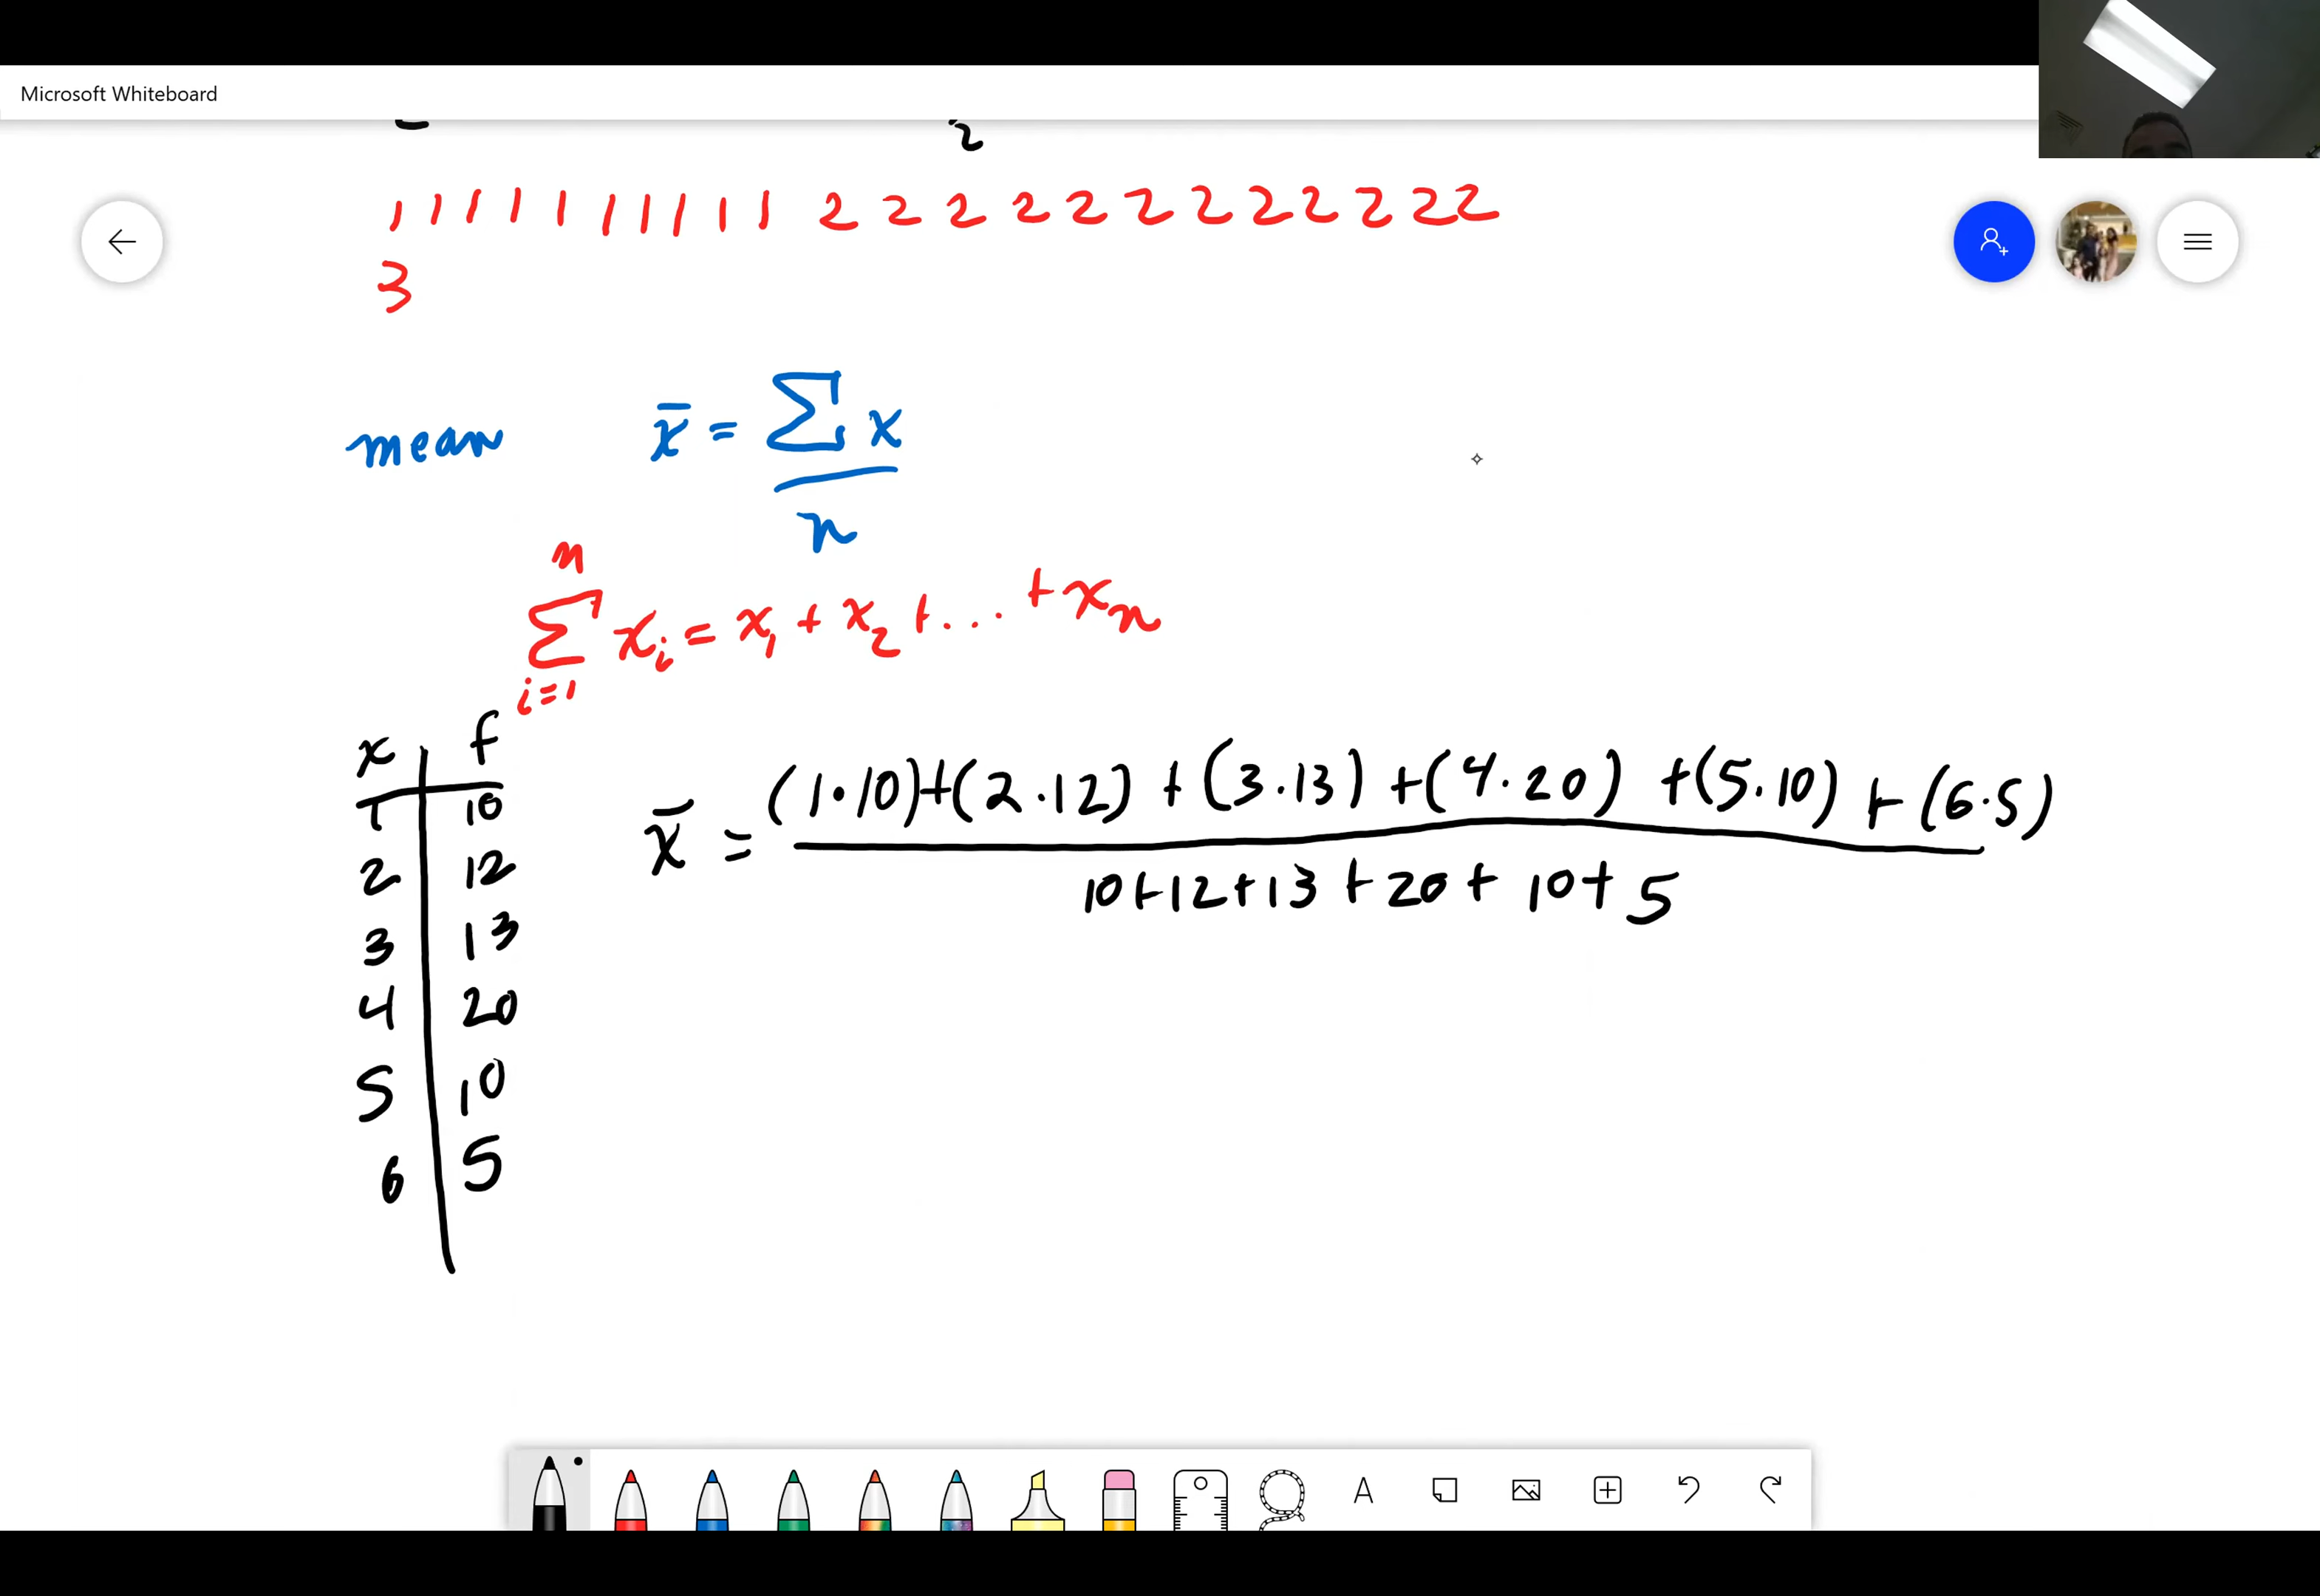 Microsoft Whiteboard
2
1 1 1 1 1 1 1 1 1 1 2 2 2 2 2 2 2 2 2 2 2 2
3
mean x̄ = ∑ x / n
n
∑ xᵢ = x₁ + x₂ + ... + xₙ
i=1
x f
1 10
2 12
3 13
4 20
5 10
6 5
x̄ = (1·10)+(2·12)+(3·13)+(4·20)+(5·10)+(6·5)
10+12+13+20+10+5
A